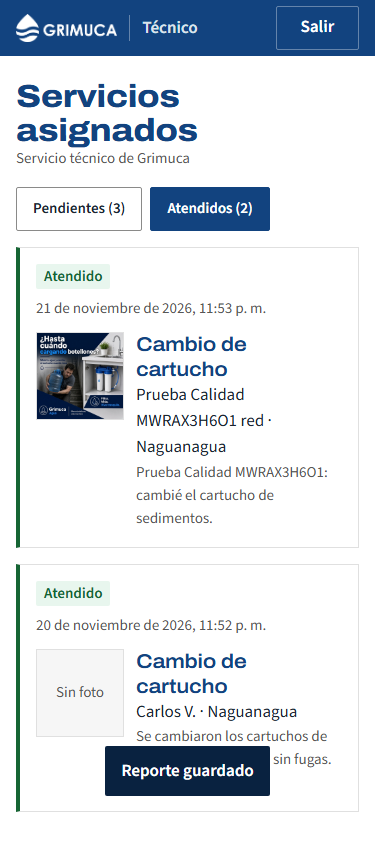 GRIMUCA
Técnico
Salir
Servicios
asignados
Servicio técnico de Grimuca
Pendientes (3)
Atendidos (2)
Atendido
21 de noviembre de 2026, 11:53 p. m.
¿Hasta
cuándo
cargando botellones?
Grimuca
Cambio de
cartucho
Prueba Calidad
MWRAX3H6O1 red ·
Naguanagua
Prueba Calidad MWRAX3H6O1:
cambié el cartucho de
sedimentos.
Atendido
20 de noviembre de 2026, 11:52 p. m.
Sin foto
Cambio de
cartucho
Carlos V. · Naguanagua
Se cambiaron los cartuchos de
sin fugas.
Reporte guardado